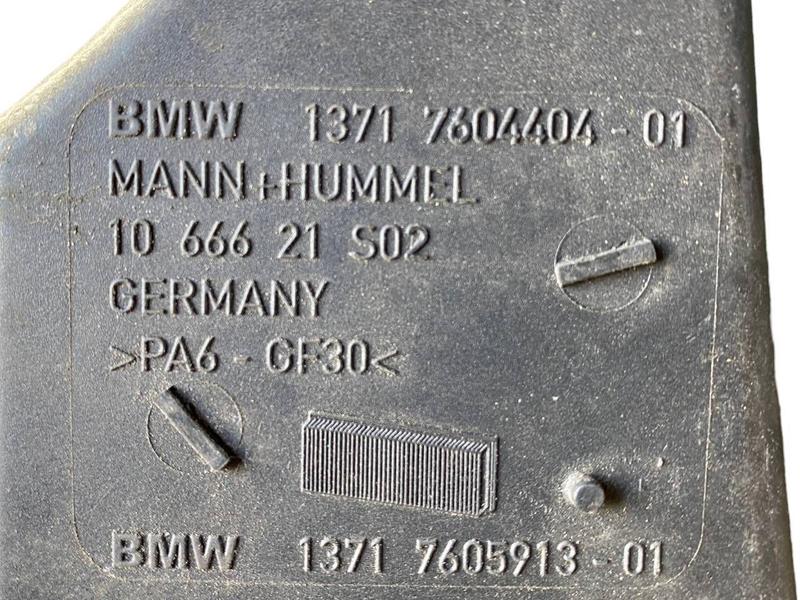 BMW 1371 7604404-01
MANN+HUMMEL
10 666 21 S02
GERMANY
>PA6-GF30<
BMW 1371 7605913-01